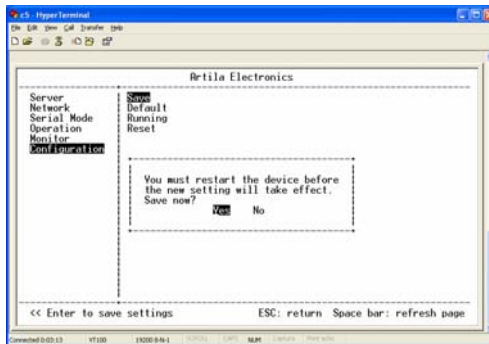 c5 - HyperTerminal
File Edit View Call Transfer Help
Artila Electronics
Server
Network
Serial Mode
Operation
Monitor
Configuration
Save
Default
Running
Reset
You must restart the device before
the new setting will take effect.
Save now?
Yes No
<< Enter to save settings ESC: return Space bar: refresh page
Connected 0:03:13 VT100 19200 8-N-1 SCROLL CAPS NUM Capture Print echo